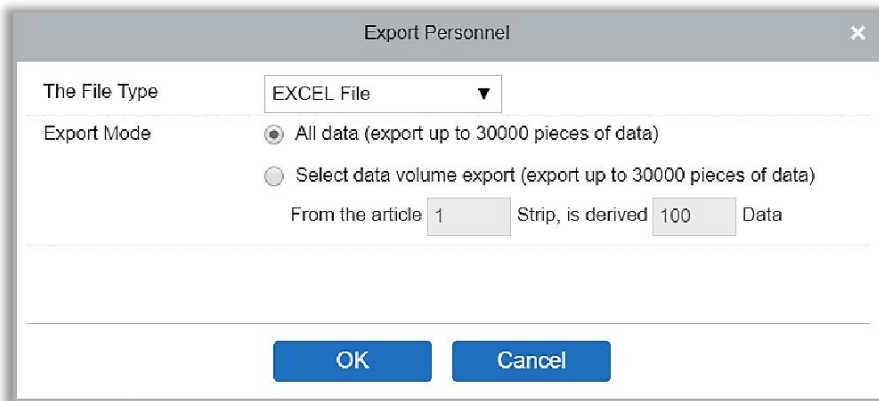 Export Personnel ×
The File Type EXCEL File ▼
Export Mode All data (export up to 30000 pieces of data)
Select data volume export (export up to 30000 pieces of data)
From the article 1 Strip, is derived 100 Data
OK Cancel